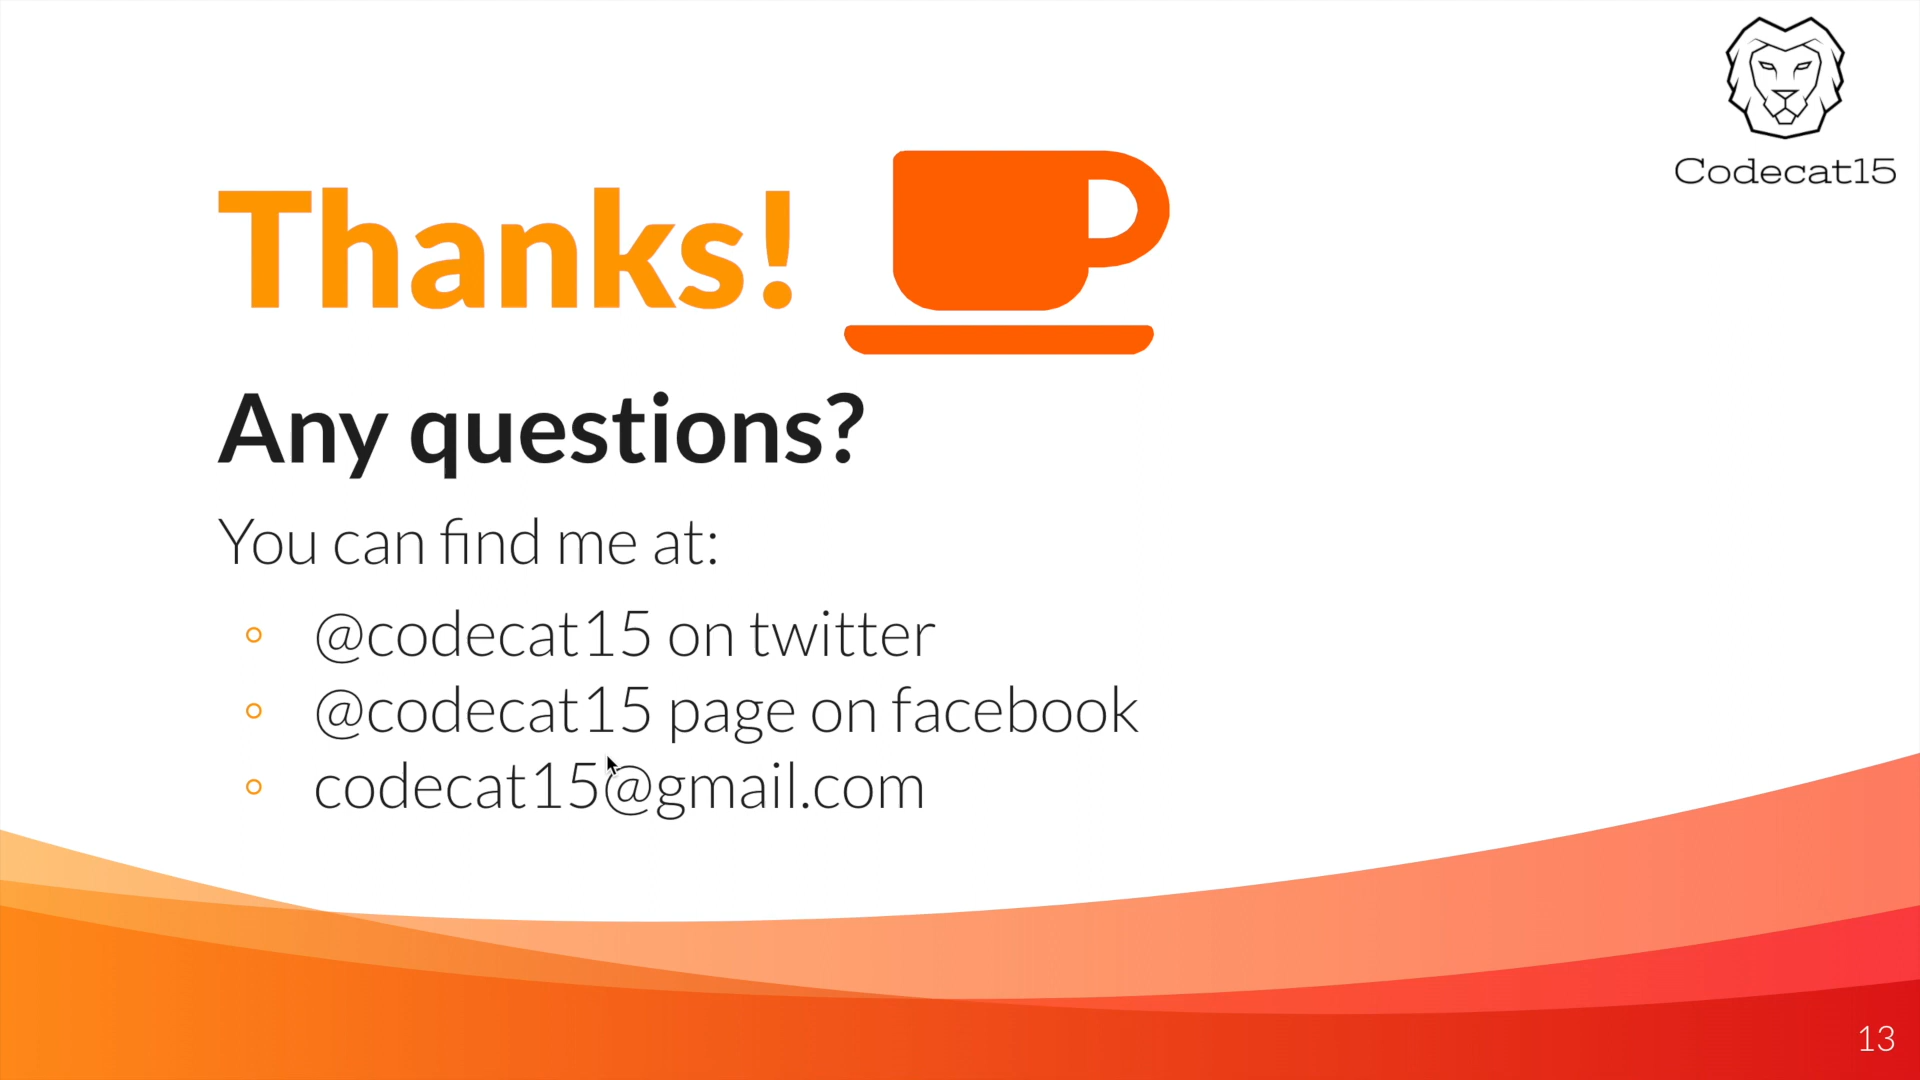 Codecat15
Thanks!
Any questions?
You can find me at:
@codecat15 on twitter
@codecat15 page on facebook
codecat15@gmail.com
13